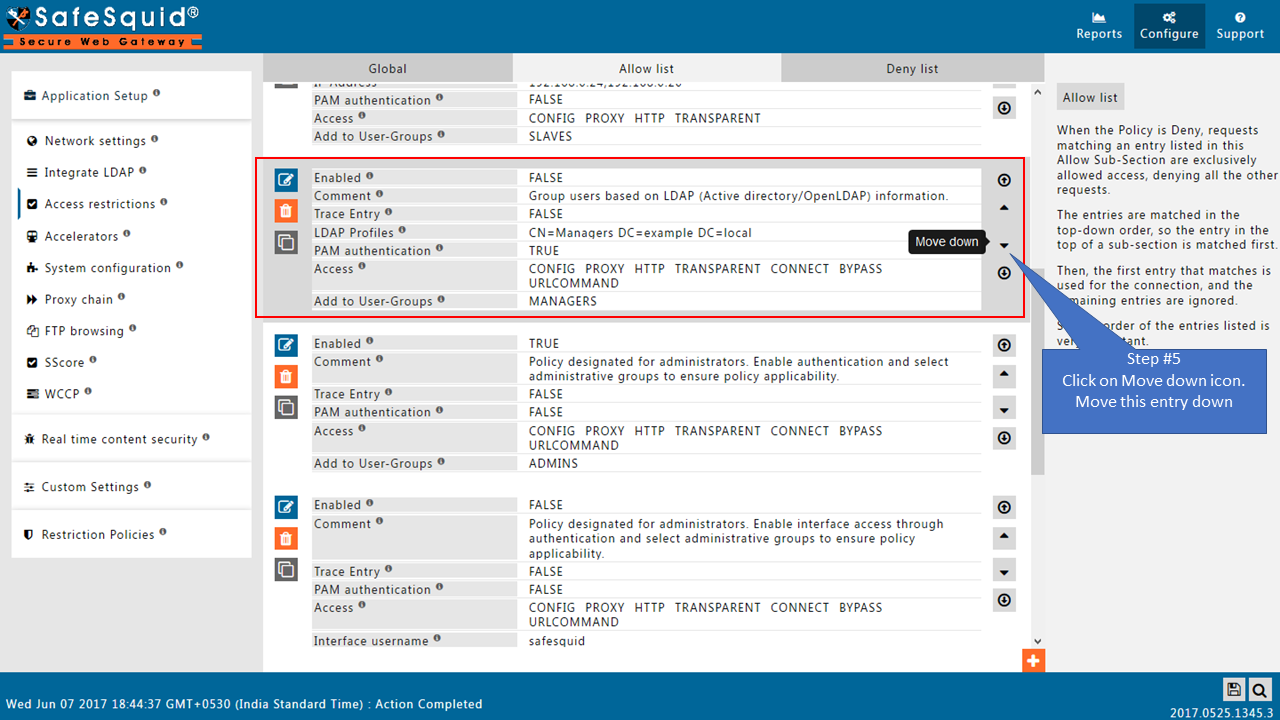 SafeSquid®
Secure Web Gateway
Reports
Configure
Support
Global
Allow list
Deny list
Application Setup
Network settings
Integrate LDAP
Access restrictions
Accelerators
System configuration
Proxy chain
FTP browsing
SScore
WCCP
Real time content security
Custom Settings
Restriction Policies
PAM authentication FALSE
Access CONFIG PROXY HTTP TRANSPARENT
Add to User-Groups SLAVES
Enabled FALSE
Comment Group users based on LDAP (Active directory/OpenLDAP) information.
Trace Entry FALSE
LDAP Profiles CN=Managers DC=example DC=local
PAM authentication TRUE
Access CONFIG PROXY HTTP TRANSPARENT CONNECT BYPASS
URLCOMMAND
Add to User-Groups MANAGERS
Move down
Enabled TRUE
Comment Policy designated for administrators. Enable authentication and select
administrative groups to ensure policy applicability.
Trace Entry FALSE
PAM authentication FALSE
Access CONFIG PROXY HTTP TRANSPARENT CONNECT BYPASS
URLCOMMAND
Add to User-Groups ADMINS
Enabled FALSE
Comment Policy designated for administrators. Enable interface access through
authentication and select administrative groups to ensure policy
applicability.
Trace Entry FALSE
PAM authentication FALSE
Access CONFIG PROXY HTTP TRANSPARENT CONNECT BYPASS
URLCOMMAND
Interface username safesquid
Allow list
When the Policy is Deny, requests
matching an entry listed in this
Allow Sub-Section are exclusively
allowed access, denying all the other
requests.
The entries are matched in the
top-down order, so the entry in the
top of a sub-section is matched first.
Then, the first entry that matches is
used for the connection, and the
entries are ignored.
order of the entries listed is
Step #5
Click on Move down icon.
Move this entry down
Wed Jun 07 2017 18:44:37 GMT+0530 (India Standard Time) : Action Completed
2017.0525.1345.3